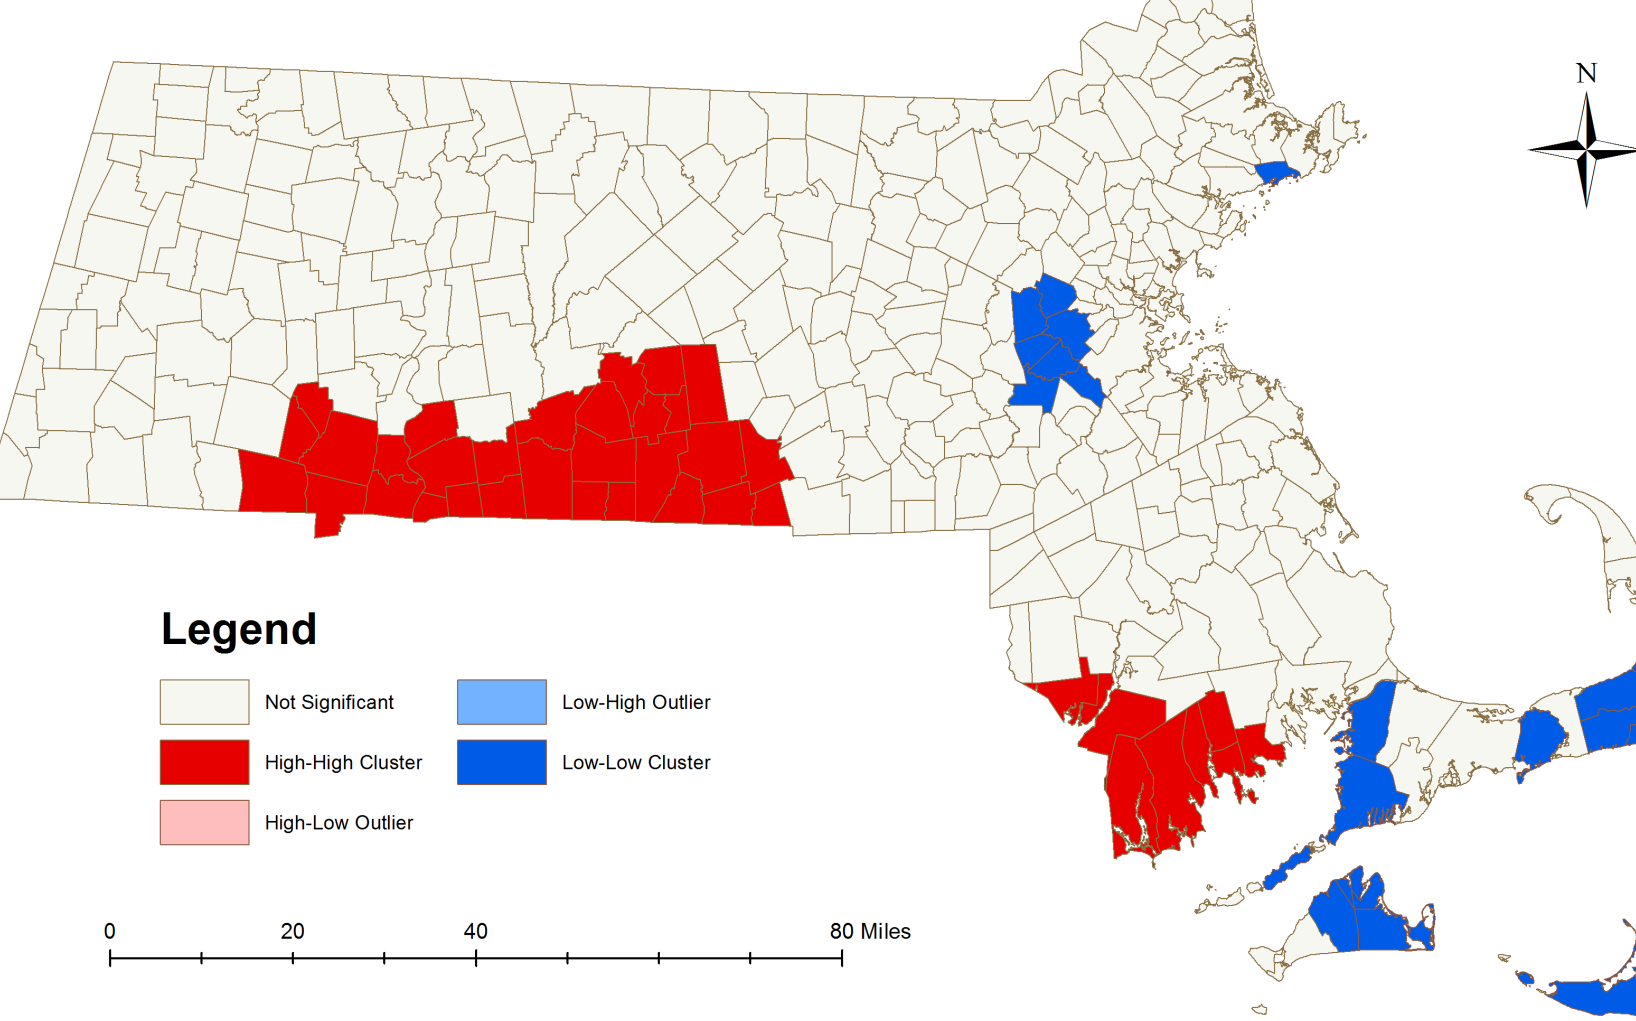 N
Legend
Not Significant
Low-High Outlier
High-High Cluster
Low-Low Cluster
High-Low Outlier
0 20 40 80 Miles